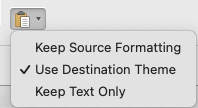 Keep Source Formatting
Use Destination Theme
Keep Text Only